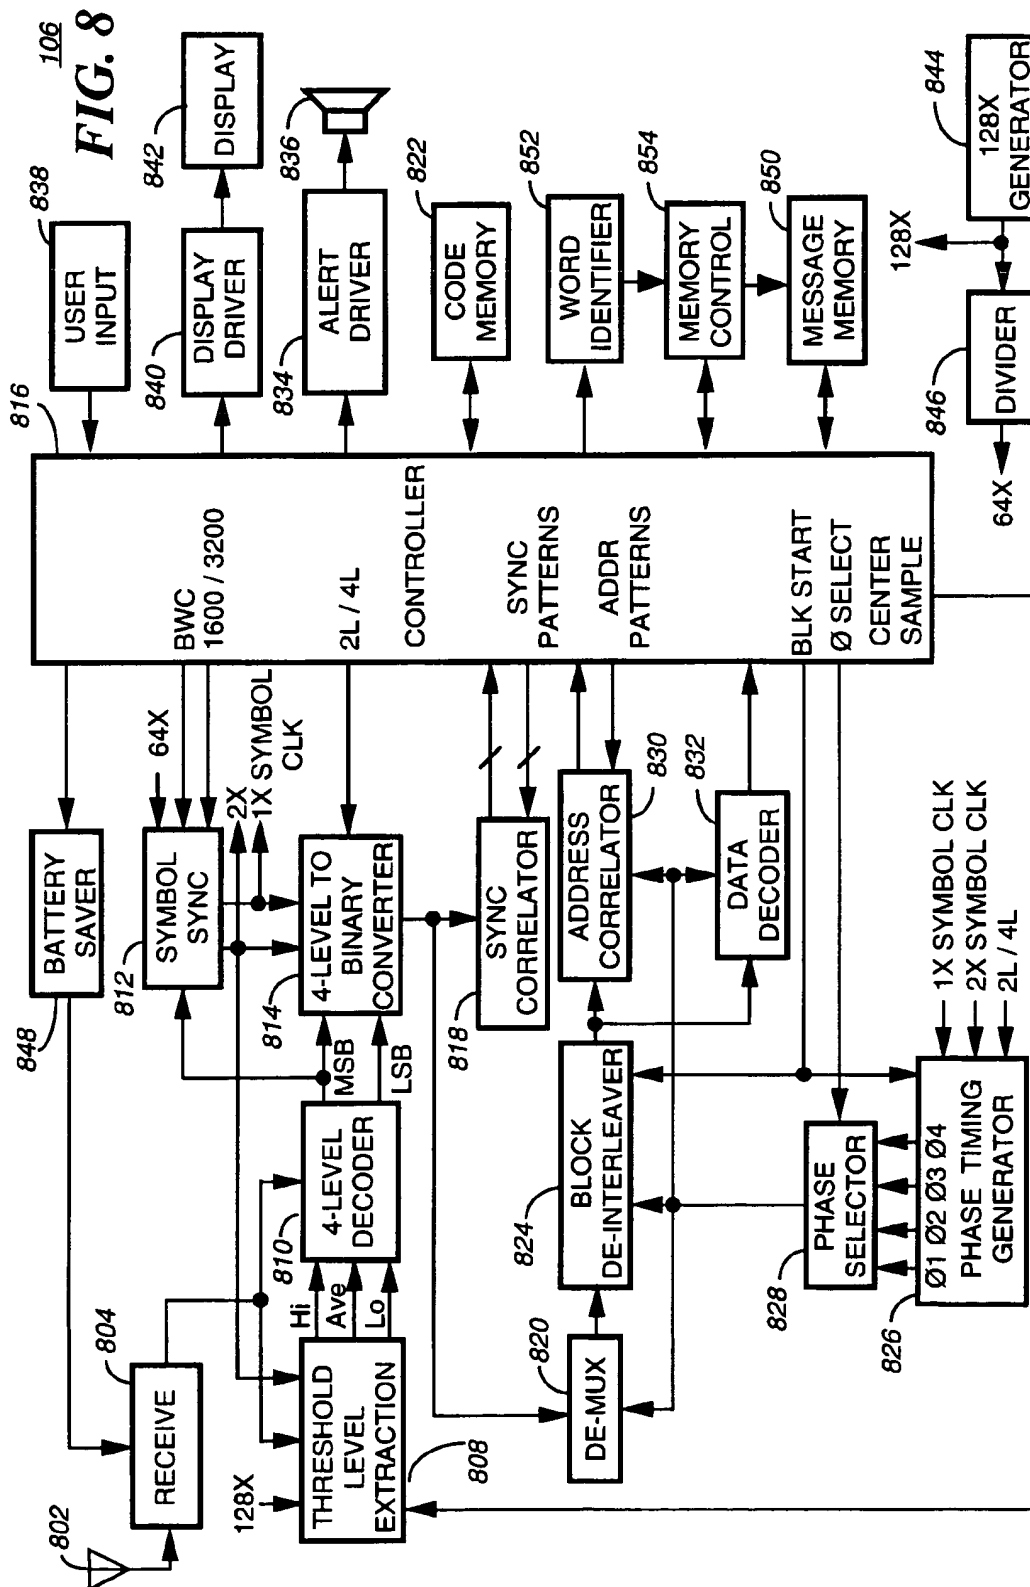 106
FIG. 8
802
804
RECEIVE
848
BATTERY
SAVER
816
838
USER
INPUT
842
DISPLAY
840
DISPLAY
DRIVER
812
SYMBOL
SYNC
64X
BWC
1600 / 3200
2X
1X SYMBOL
CLK
834
ALERT
DRIVER
836
128X
THRESHOLD
LEVEL
EXTRACTION
808
Hi
Ave
Lo
810
4-LEVEL
DECODER
MSB
LSB
814
4-LEVEL TO
BINARY
CONVERTER
2L / 4L
CONTROLLER
822
CODE
MEMORY
818
SYNC
CORRELATOR
SYNC
PATTERNS
852
WORD
IDENTIFIER
820
DE-MUX
824
BLOCK
DE-INTERLEAVER
830
ADDRESS
CORRELATOR
ADDR
PATTERNS
854
MEMORY
CONTROL
832
DATA
DECODER
850
MESSAGE
MEMORY
BLK START
Ø SELECT
CENTER
SAMPLE
828
PHASE
SELECTOR
826
Ø1 Ø2 Ø3 Ø4
PHASE TIMING
GENERATOR
1X SYMBOL CLK
2X SYMBOL CLK
2L / 4L
64X
846
DIVIDER
128X
844
128X
GENERATOR